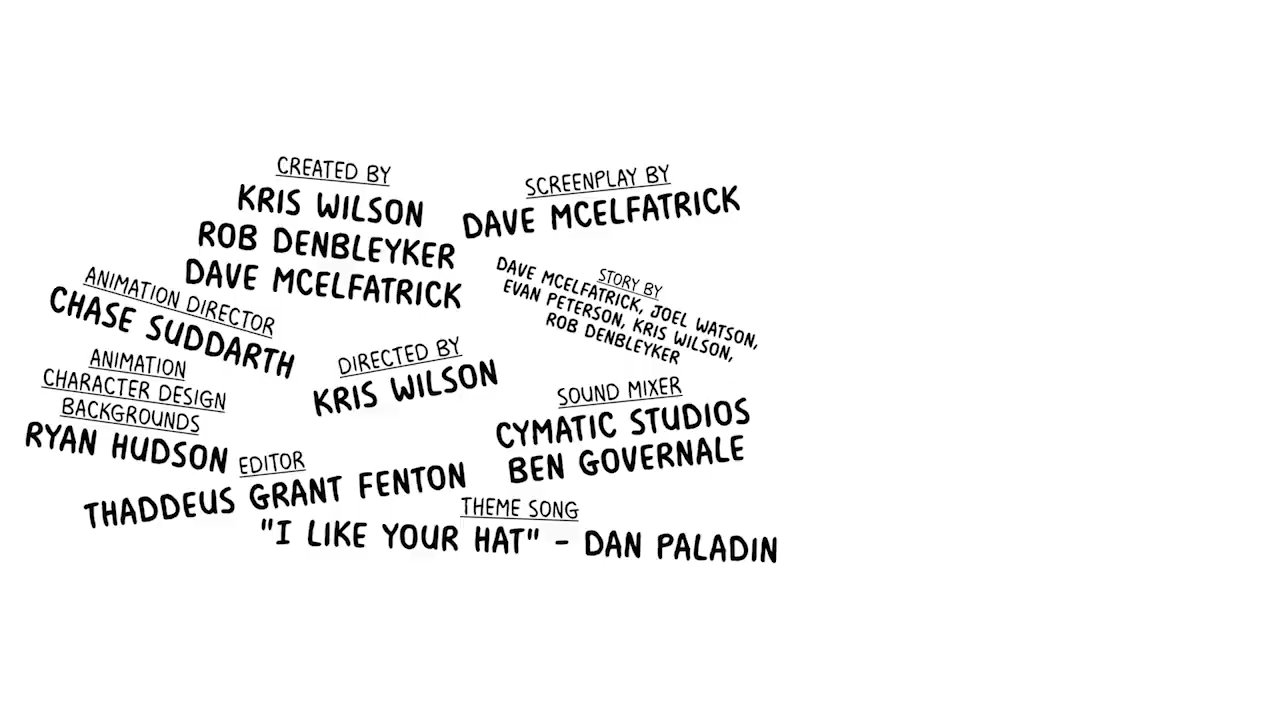 CREATED BY
KRIS WILSON
ROB DENBLEYKER
DAVE MCELFATRICK
SCREENPLAY BY
DAVE MCELFATRICK
STORY BY
DAVE MCELFATRICK, JOEL WATSON,
EVAN PETERSON, KRIS WILSON,
ROB DENBLEYKER
ANIMATION DIRECTOR
CHASE SUDDARTH
DIRECTED BY
KRIS WILSON
ANIMATION
CHARACTER DESIGN
BACKGROUNDS
RYAN HUDSON
SOUND MIXER
CYMATIC STUDIOS
BEN GOVERNALE
EDITOR
THADDEUS GRANT FENTON
THEME SONG
"I LIKE YOUR HAT" - DAN PALADIN